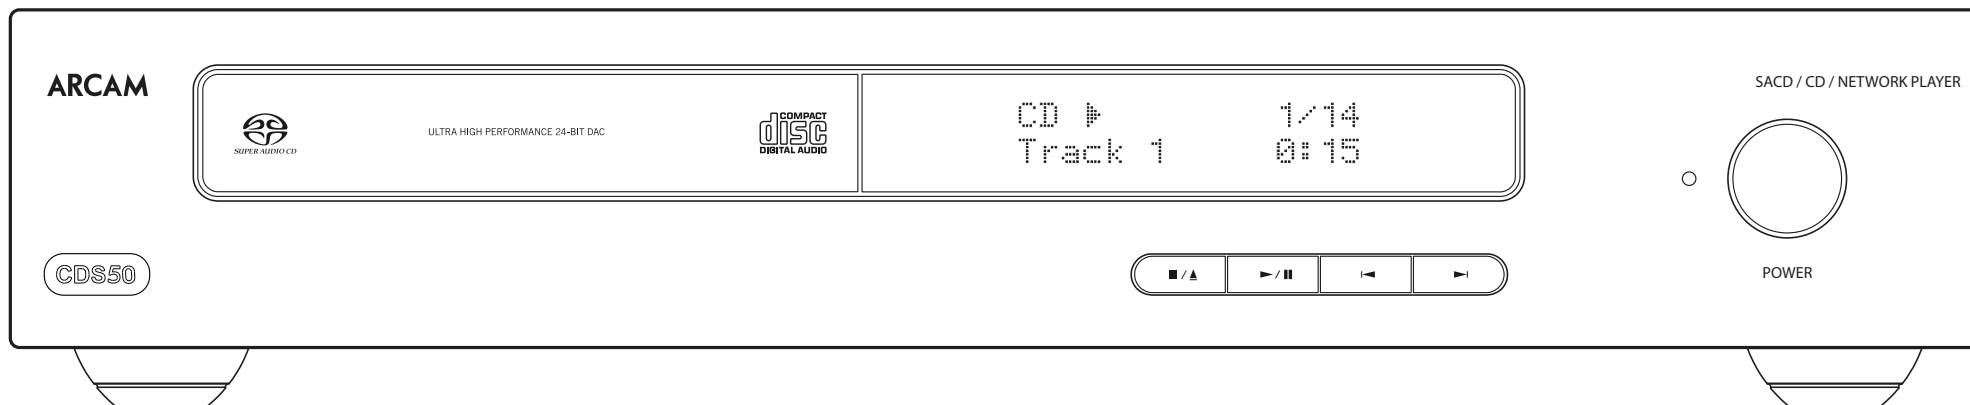 ARCAM
SACD / CD / NETWORK PLAYER
SUPER AUDIO CD
ULTRA HIGH PERFORMANCE 24-BIT DAC
COMPACT
disc
DIGITAL AUDIO
CD 1/14
Track 1 0:15
CDS50
POWER